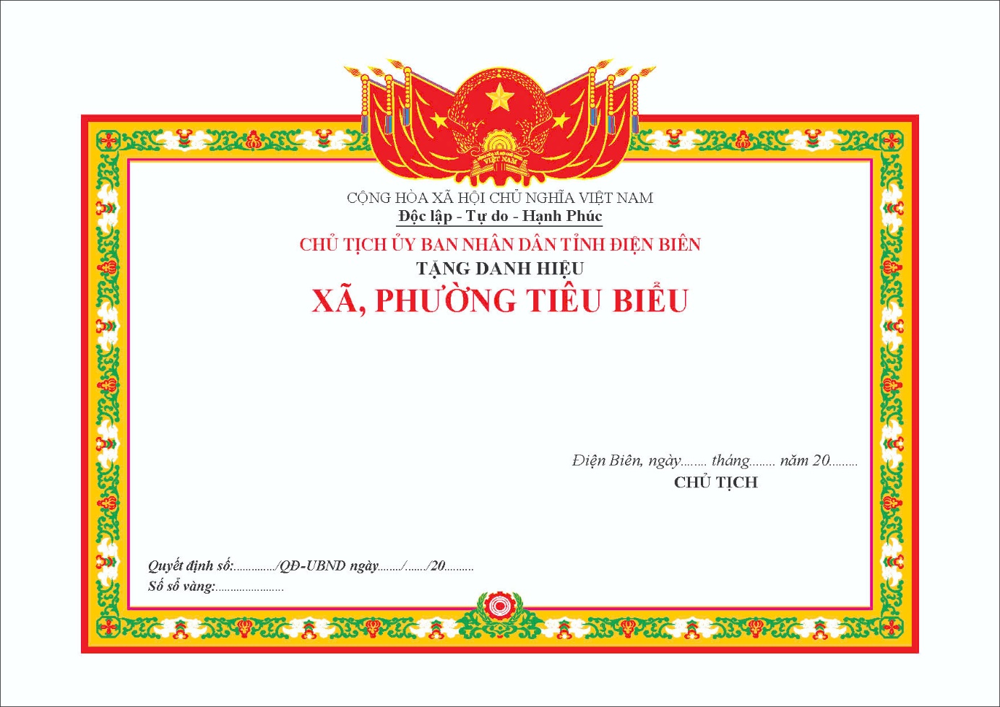 VIỆT NAM
CỘNG HÒA XÃ HỘI CHỦ NGHĨA VIỆT NAM
Độc lập - Tự do - Hạnh Phúc
CHỦ TỊCH ỦY BAN NHÂN DÂN TỈNH ĐIỆN BIÊN
TẶNG DANH HIỆU
XÃ, PHƯỜNG TIÊU BIỂU
Điện Biên, ngày........ tháng........ năm 20.........
CHỦ TỊCH
Quyết định số:............../QĐ-UBND ngày......../......./20..........
Số sổ vàng:.......................